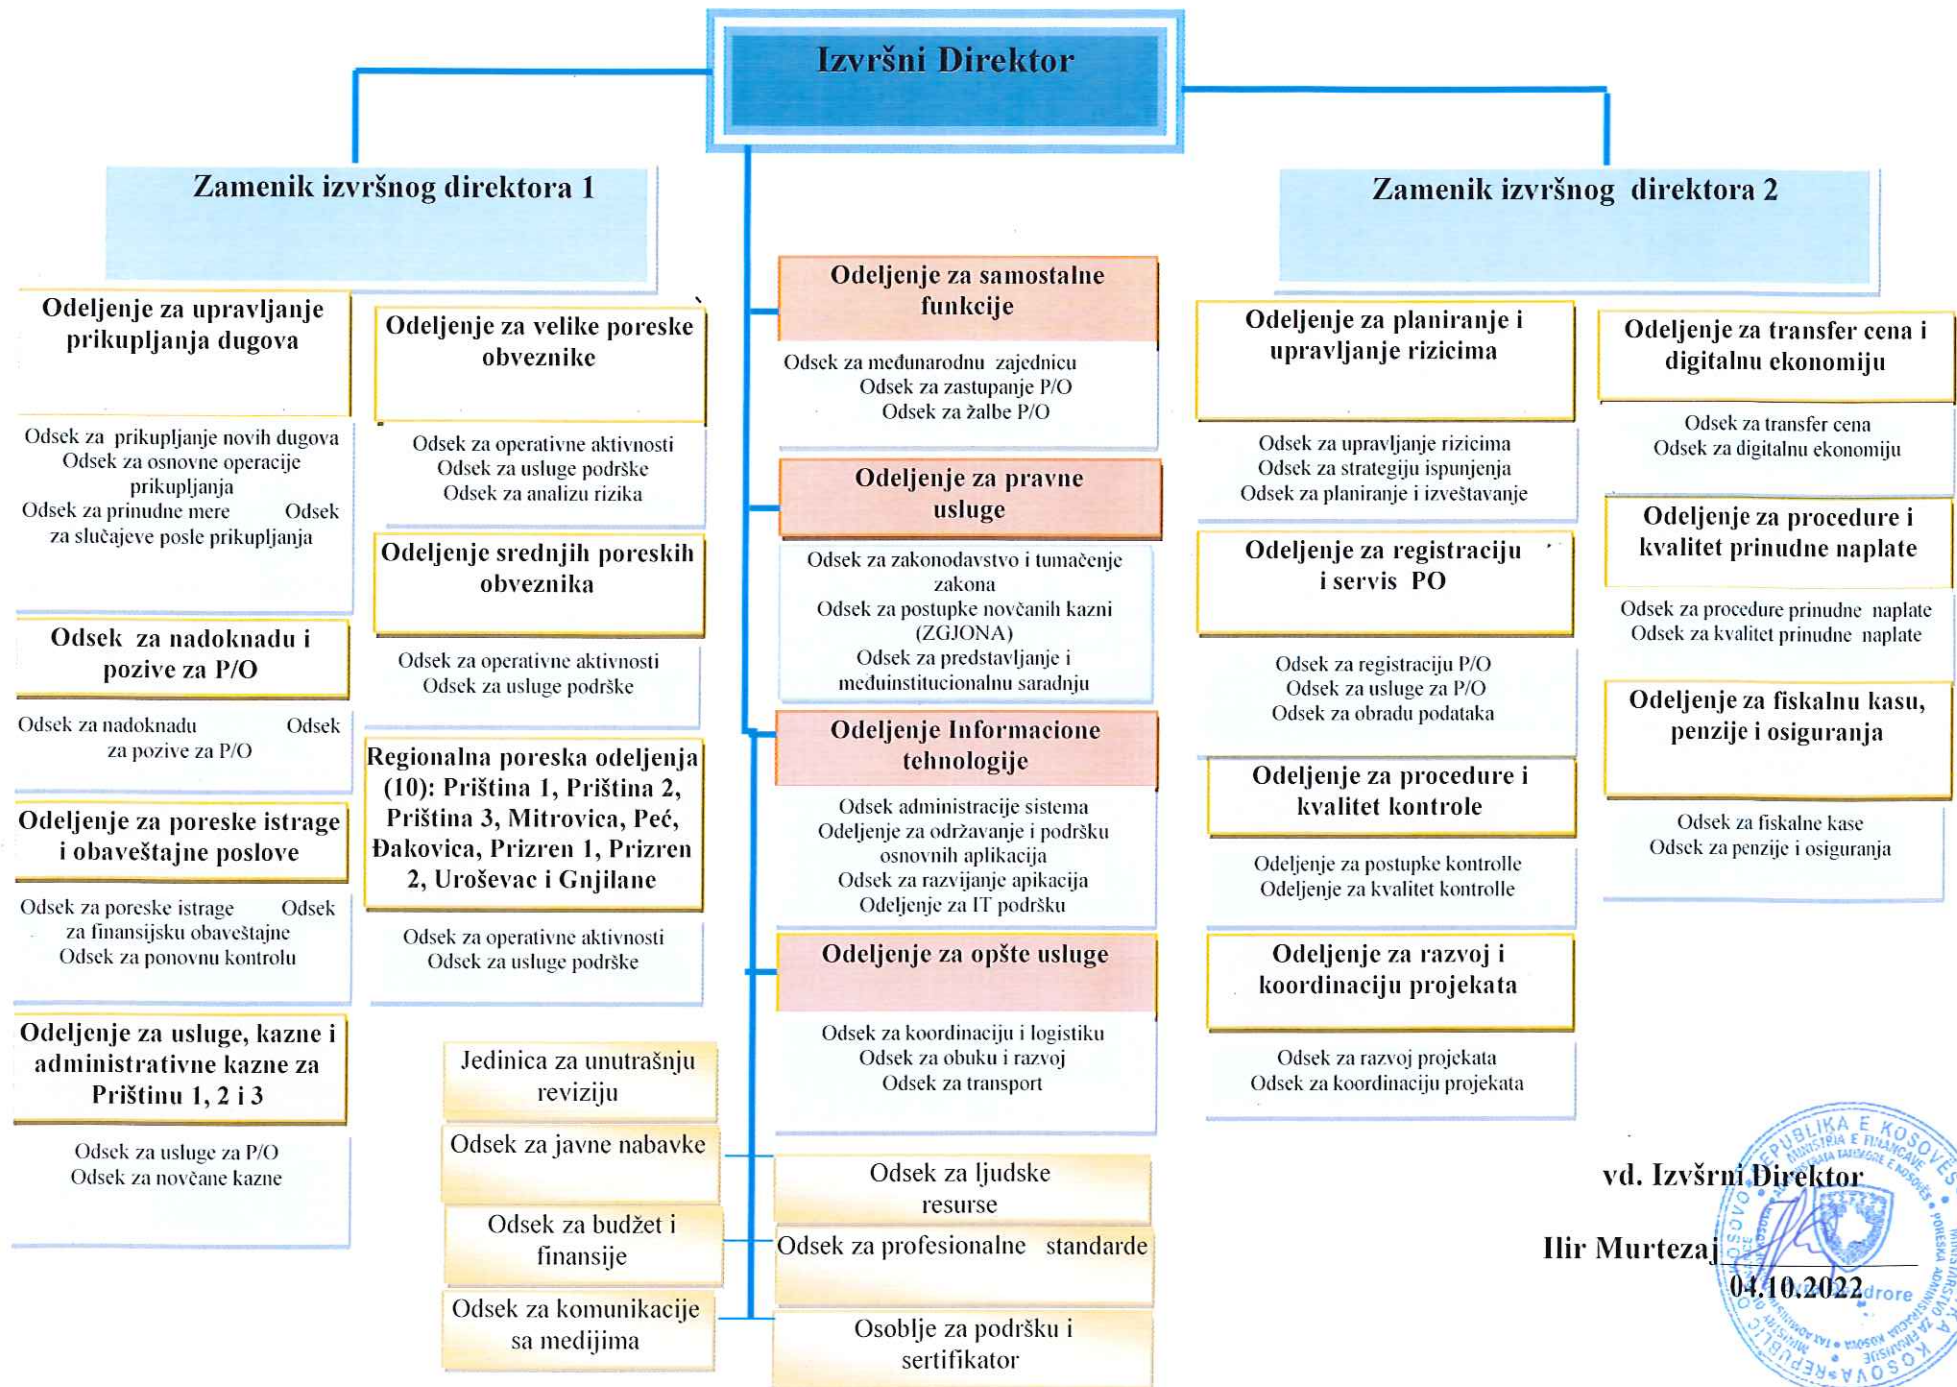 Izvršni Direktor
Zamenik izvršnog direktora 1
Zamenik izvršnog direktora 2
Odeljenje za upravljanje
prikupljanja dugova
Odsek za prikupljanje novih dugova
Odsek za osnovne operacije
prikupljanja
Odsek za prinudne mere Odsek
za slučajeve posle prikupljanja
Odsek za nadoknadu i
pozive za P/O
Odsek za nadoknadu Odsek
za pozive za P/O
Odeljenje za poreske istrage
i obaveštajne poslove
Odsek za poreske istrage Odsek
za finansijsku obaveštajne
Odsek za ponovnu kontrolu
Odeljenje za usluge, kazne i
administrativne kazne za
Prištinu 1, 2 i 3
Odsek za usluge za P/O
Odsek za novčane kazne
Odeljenje za velike poreske
obveznike
Odsek za operativne aktivnosti
Odsek za usluge podrške
Odsek za analizu rizika
Odeljenje srednjih poreskih
obveznika
Odsek za operativne aktivnosti
Odsek za usluge podrške
Regionalna poreska odeljenja
(10): Priština 1, Priština 2,
Priština 3, Mitrovica, Peć,
Đakovica, Prizren 1, Prizren
2, Uroševac i Gnjilane
Odsek za operativne aktivnosti
Odsek za usluge podrške
Odeljenje za samostalne
funkcije
Odsek za međunarodnu zajednicu
Odsek za zastupanje P/O
Odsek za žalbe P/O
Odeljenje za pravne
usluge
Odsek za zakonodavstvo i tumačenje
zakona
Odsek za postupke novčanih kazni
(ZGJONA)
Odsek za predstavljanje i
međuinstitucionalnu saradnju
Odeljenje Informacione
tehnologije
Odsek administracije sistema
Odeljenje za održavanje i podršku
osnovnih aplikacija
Odsek za razvijanje apikacija
Odeljenje za IT podršku
Odeljenje za opšte usluge
Odsek za koordinaciju i logistiku
Odsek za obuku i razvoj
Odsek za transport
Jedinica za unutrašnju
reviziju
Odsek za javne nabavke
Odsek za budžet i
finansije
Odsek za komunikacije
sa medijima
Odsek za ljudske
resurse
Odsek za profesionalne standarde
Osoblje za podršku i
sertifikator
Odeljenje za planiranje i
upravljanje rizicima
Odsek za upravljanje rizicima
Odsek za strategiju ispunjenja
Odsek za planiranje i izveštavanje
Odeljenje za registraciju
i servis PO
Odsek za registraciju P/O
Odsek za usluge za P/O
Odsek za obradu podataka
Odeljenje za procedure i
kvalitet kontrole
Odeljenje za postupke kontrolle
Odeljenje za kvalitet kontrolle
Odeljenje za razvoj i
koordinaciju projekata
Odsek za razvoj projekata
Odsek za koordinaciju projekata
Odeljenje za transfer cena i
digitalnu ekonomiju
Odsek za transfer cena
Odsek za digitalnu ekonomiju
Odeljenje za procedure i
kvalitet prinudne naplate
Odsek za procedure prinudne naplate
Odsek za kvalitet prinudne naplate
Odeljenje za fiskalnu kasu,
penzije i osiguranja
Odsek za fiskalne kase
Odsek za penzije i osiguranja
vd. Izvšrni Direktor
Ilir Murtezaj
04.10.2022
REPUBLIKA E KOSOVËS
MINISTRIA E FINANCAVE